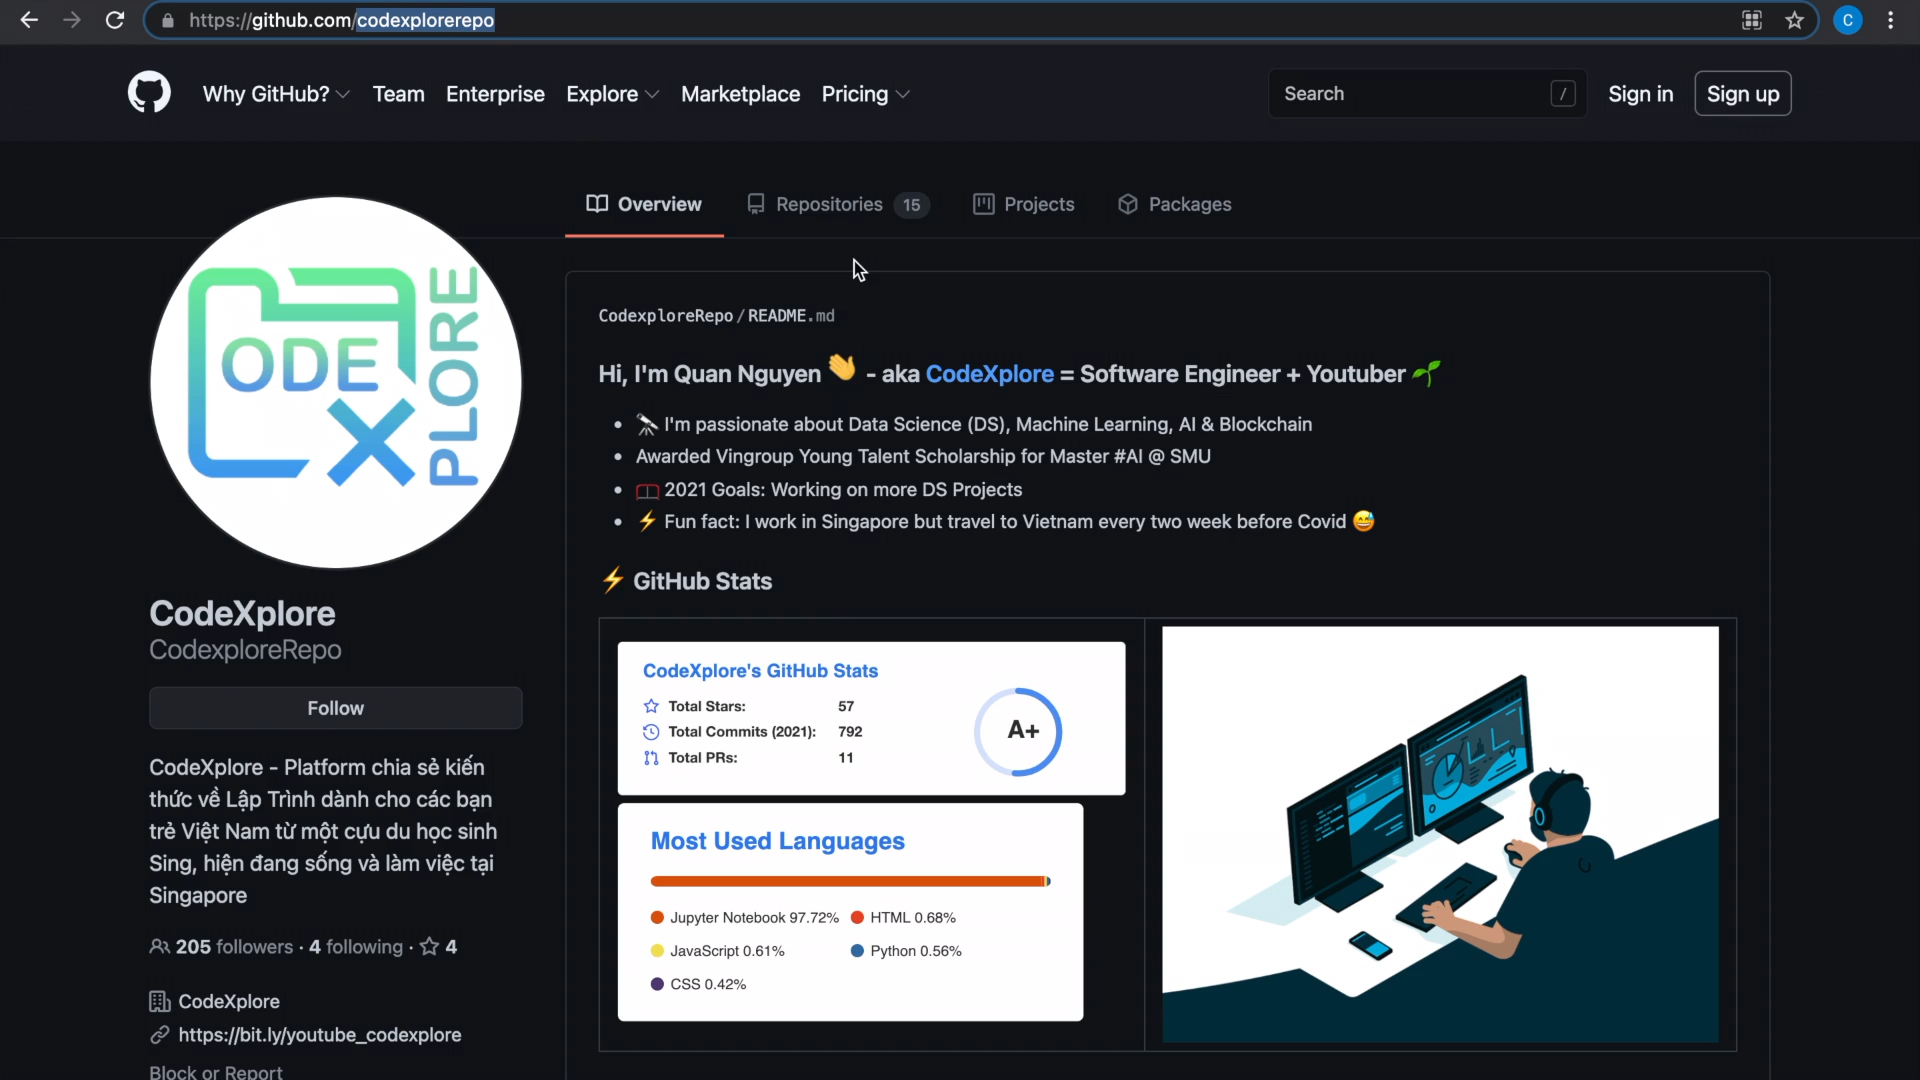 https://github.com/codexplorerepo
C
Why GitHub? Team Enterprise Explore Marketplace Pricing
Search /
Sign in
Sign up
Overview
Repositories 15
Projects
Packages
ODE
X
PLORE
CodeXplore
CodexploreRepo
Follow
CodeXplore - Platform chia sẻ kiến
thức về Lập Trình dành cho các bạn
trẻ Việt Nam từ một cựu du học sinh
Sing, hiện đang sống và làm việc tại
Singapore
205 followers · 4 following · 4
CodeXplore
https://bit.ly/youtube_codexplore
Block or Report
CodexploreRepo/README.md
Hi, I'm Quan Nguyen 👋 - aka CodeXplore = Software Engineer + Youtuber 🌱
• 🔭 I'm passionate about Data Science (DS), Machine Learning, AI & Blockchain
• Awarded Vingroup Young Talent Scholarship for Master #AI @ SMU
• 🥅 2021 Goals: Working on more DS Projects
• ⚡ Fun fact: I work in Singapore but travel to Vietnam every two week before Covid 😅
⚡ GitHub Stats
CodeXplore's GitHub Stats
Total Stars: 57
Total Commits (2021): 792
Total PRs: 11
A+
Most Used Languages
Jupyter Notebook 97.72% HTML 0.68%
JavaScript 0.61% Python 0.56%
CSS 0.42%